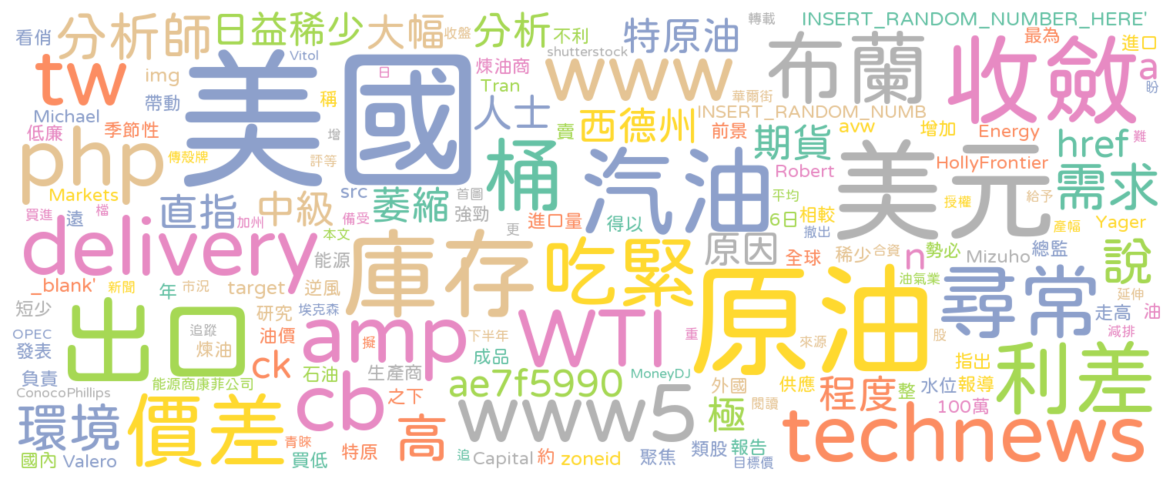 看俏
分析師
日益稀少
大幅
收盤
分析
不利
shutterstock
特原油
轉載
INSERT_RANDOM_NUMBER_HERE'
最為
進口
tw
img
美國
Vitol
日
煉油商
Tran
www
布蘭
收斂
a
盼
帶動
Michael
低廉
季節性
稱
人士
INSERT_RANDOM_NUMB
華爾街
西德州
賣
前景
avw
增加
Energy
href
難
php
傳殼牌
增
評等
桶
汽油
期貨
Robert
美元
HollyFrontier
需求
Markets
買進
遠
檔
直指
加州
中級
src
備受
萎縮
首圖
強勁
更
進口量
得以
平均
6日
相較
撤出
授權
給予
產幅
Yager
delivery
本文
能源
庫存
吃緊
原因
全球
稀少
合資
n
勢必
Mizuho
總監
說
_blank'
新聞
年
市況
target
逆風
研究
埃克森
原油
油氣業
尋常
延伸
走高
油
減排
短少
OPEC
發表
出口
追蹤
煉油
油價
amp
擬
下半年
WTI
重
來源
股
利差
負責
ConocoPhillips
能源商康菲公司
ck
石油
生產商
成品
ae7f5990
MoneyDJ
外國
供應
程度
整
水位
指出
報導
100萬
環境
價差
cb
之下
高
www5
極
閱讀
technews
國內
Valero
青睞
買低
特原
追
Capital
約
zoneid
聚焦
類股
報告
目標價